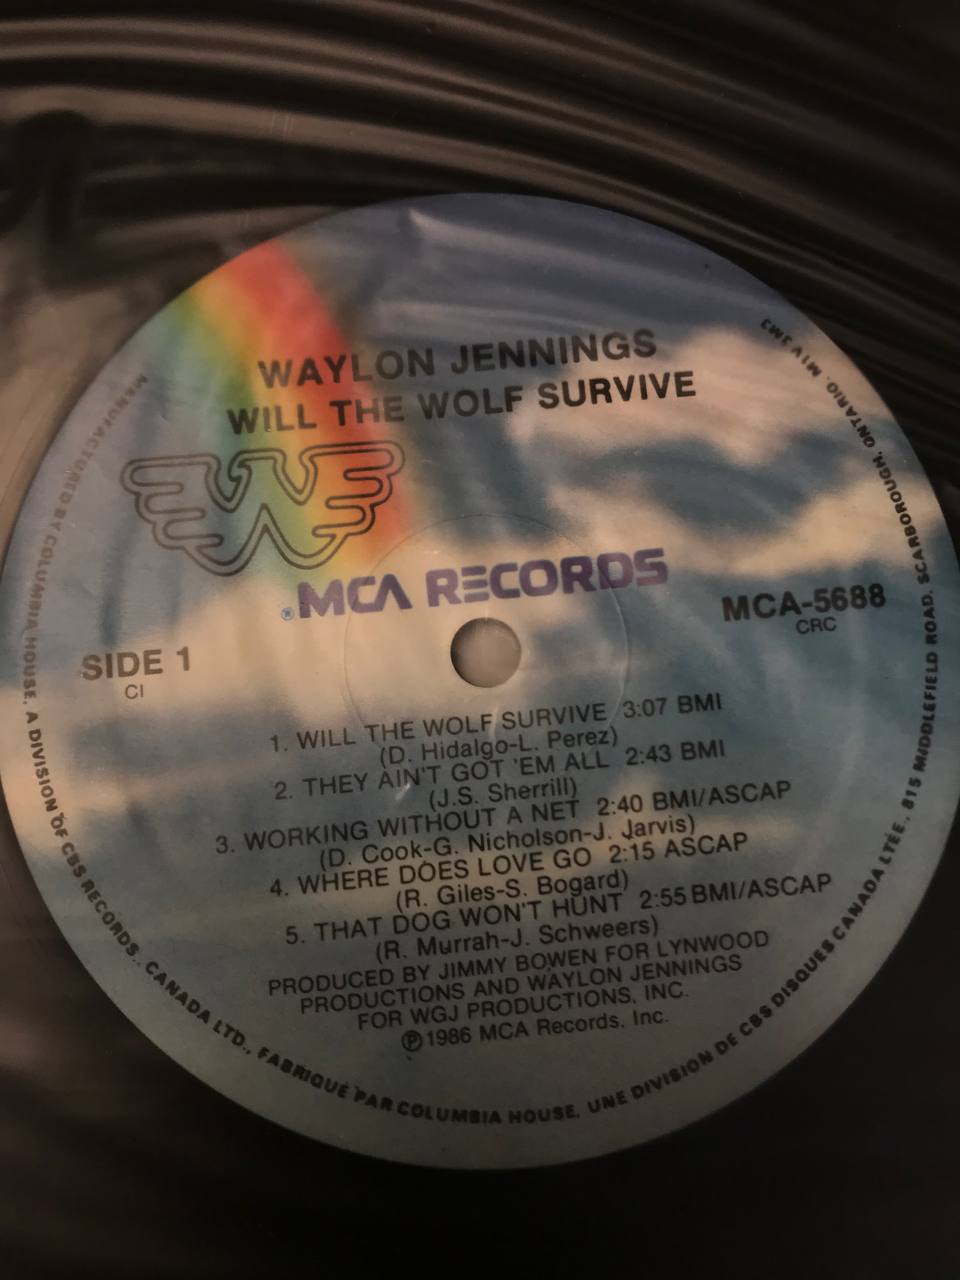 WAYLON JENNINGS
WILL THE WOLF SURVIVE
W
® MCA RECORDS
MCA-5688
CRC
SIDE 1
CI
1. WILL THE WOLF SURVIVE 3:07 BMI
(D. Hidalgo-L. Perez)
2. THEY AIN'T GOT 'EM ALL 2:43 BMI
(J.S. Sherrill)
3. WORKING WITHOUT A NET 2:40 BMI/ASCAP
(D. Cook-G. Nicholson-J. Jarvis)
4. WHERE DOES LOVE GO 2:15 ASCAP
(R. Giles-S. Bogard)
5. THAT DOG WON'T HUNT 2:55 BMI/ASCAP
(R. Murrah-J. Schweers)
PRODUCED BY JIMMY BOWEN FOR LYNWOOD
PRODUCTIONS AND WAYLON JENNINGS
FOR WGJ PRODUCTIONS, INC.
℗1986 MCA Records, Inc.
MANUFACTURED BY COLUMBIA HOUSE, A DIVISION OF CBS RECORDS, CANADA LTD., FABRIQUÉ PAR COLUMBIA HOUSE, UNE DIVISION DE CBS DISQUES CANADA LTÉE., 815 MIDDLEFIELD ROAD, SCARBOROUGH, ONTARIO, M1V 3M3